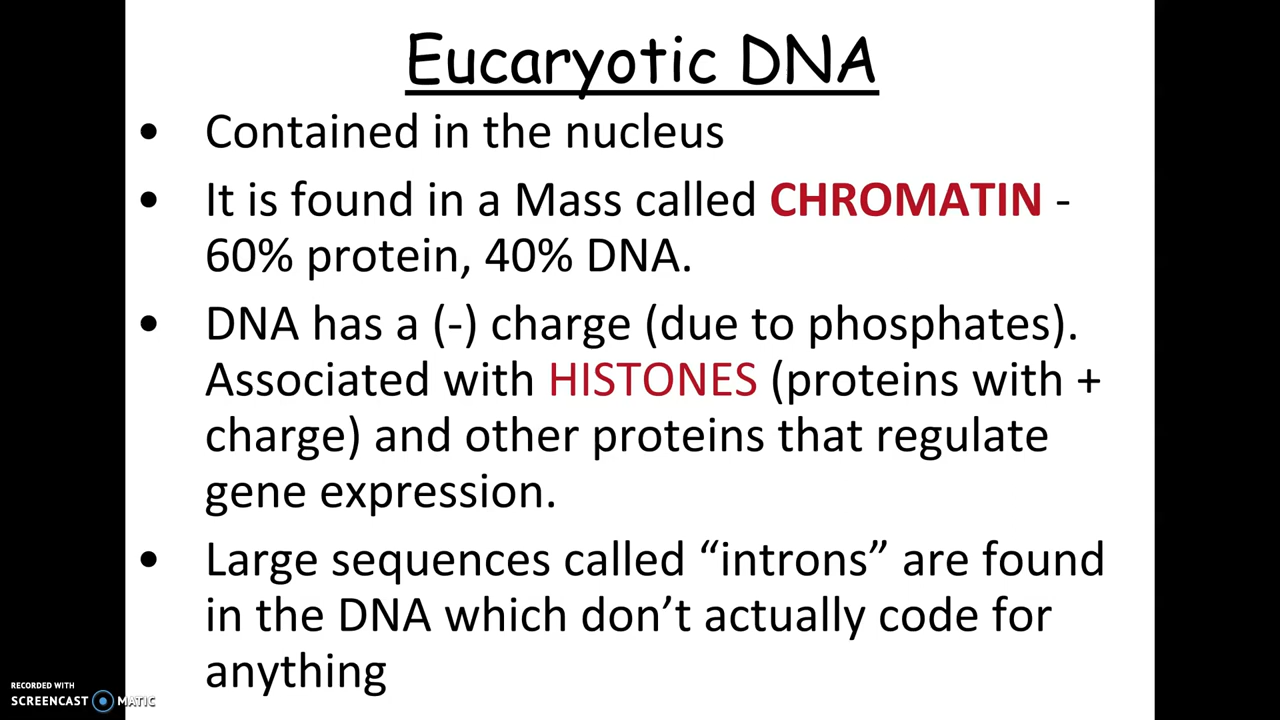 Eucaryotic DNA
• Contained in the nucleus
• It is found in a Mass called CHROMATIN -
60% protein, 40% DNA.
• DNA has a (-) charge (due to phosphates).
Associated with HISTONES (proteins with +
charge) and other proteins that regulate
gene expression.
• Large sequences called “introns” are found
in the DNA which don’t actually code for
anything
RECORDED WITH
SCREENCAST MATIC